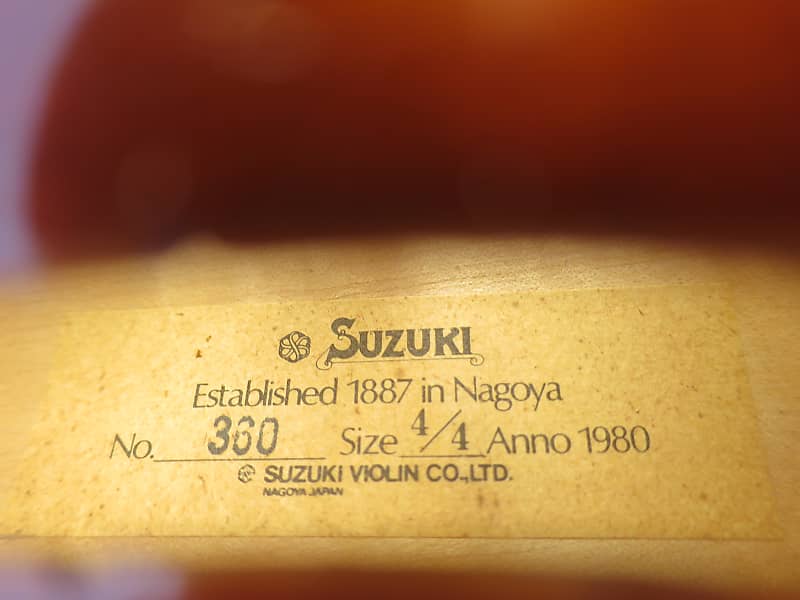 SUZUKI
Established 1887 in Nagoya
No. 360 Size 4/4 Anno 1980
SUZUKI VIOLIN CO.,LTD.
NAGOYA JAPAN